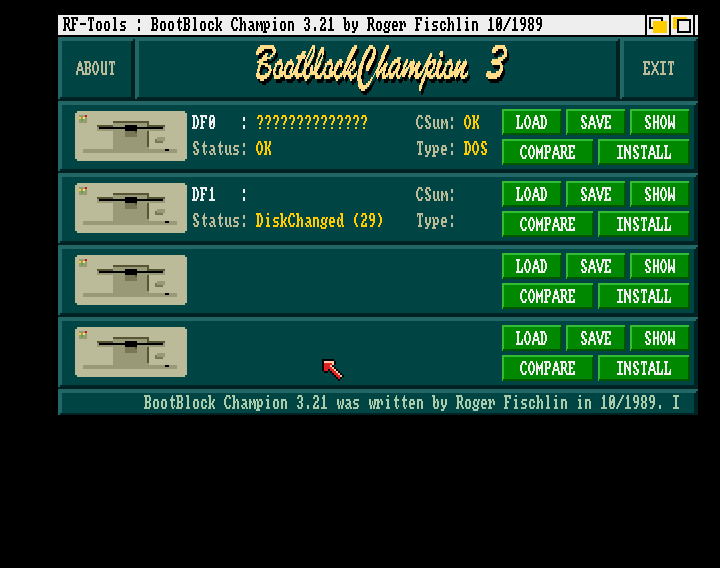 RF-Tools : BootBlock Champion 3.21 by Roger Fischlin 10/1989
ABOUT BootblockChampion 3 EXIT
DF0 : ?????????????? CSum: OK LOAD SAVE SHOW
Status: OK Type: DOS COMPARE INSTALL
DF1 : CSum: LOAD SAVE SHOW
Status: DiskChanged (29) Type: COMPARE INSTALL
LOAD SAVE SHOW
COMPARE INSTALL
LOAD SAVE SHOW
COMPARE INSTALL
BootBlock Champion 3.21 was written by Roger Fischlin in 10/1989. I